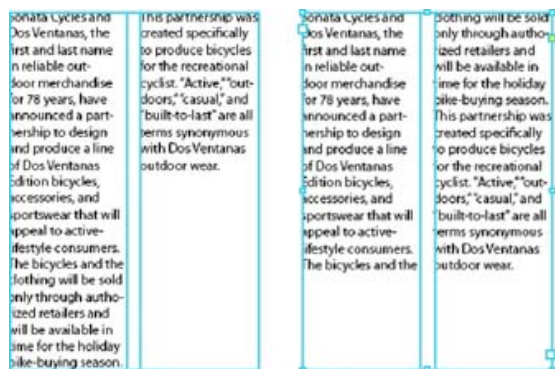 Sonata Cycles and
Dos Ventanas, the
first and last name
in reliable out-
door merchandise
for 78 years, have
announced a part-
nership to design
and produce a line
of Dos Ventanas
Edition bicycles,
accessories, and
sportswear that will
appeal to active-
lifestyle consumers.
The bicycles and the
clothing will be sold
only through autho-
rized retailers and
will be available in
time for the holiday
bike-buying season.
This partnership was
created specifically
to produce bicycles
for the recreational
cyclist. “Active,” “out-
doors,” “casual,” and
“built-to-last” are all
terms synonymous
with Dos Ventanas
outdoor wear.
Sonata Cycles and
Dos Ventanas, the
first and last name
in reliable out-
door merchandise
for 78 years, have
announced a part-
nership to design
and produce a line
of Dos Ventanas
Edition bicycles,
accessories, and
sportswear that will
appeal to active-
lifestyle consumers.
The bicycles and the
clothing will be sold
only through autho-
rized retailers and
will be available in
time for the holiday
bike-buying season.
This partnership was
created specifically
to produce bicycles
for the recreational
cyclist. “Active,” “out-
doors,” “casual,” and
“built-to-last” are all
terms synonymous
with Dos Ventanas
outdoor wear.